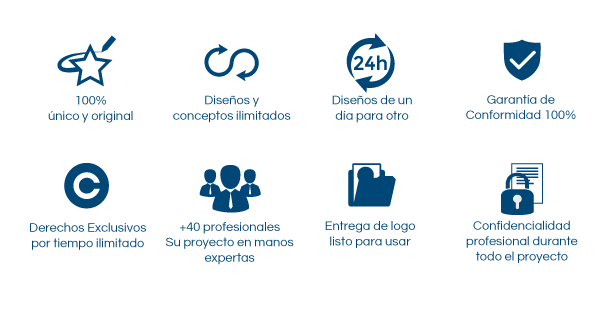 100%
único y original
Diseños y
conceptos ilimitados
24h
Diseños de un
día para otro
Garantía de
Conformidad 100%
Derechos Exclusivos
por tiempo ilimitado
+40 profesionales
Su proyecto en manos
expertas
Entrega de logo
listo para usar
Confidencialidad
profesional durante
todo el proyecto